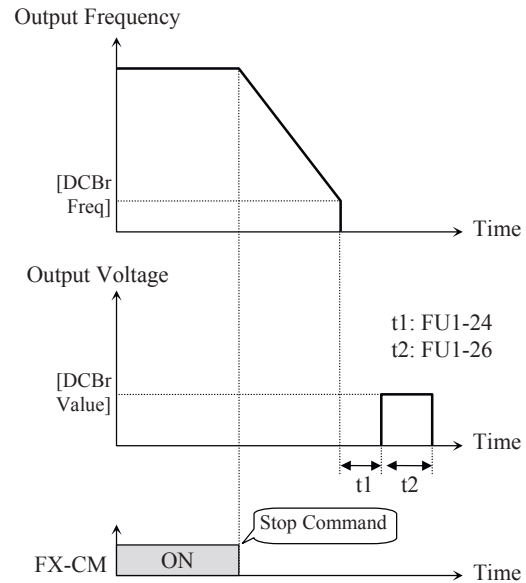 Output Frequency
[DCBr
Freq]
Time
Output Voltage
t1: FU1-24
t2: FU1-26
[DCBr
Value]
Time
t1
t2
Stop Command
FX-CM
ON
Time